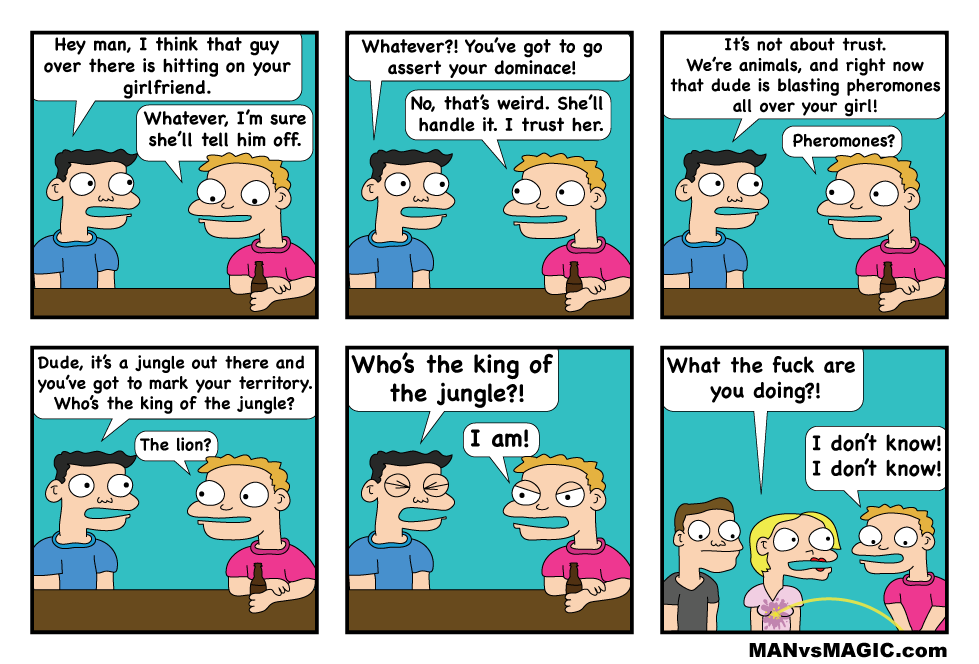 Hey man, I think that guy
over there is hitting on your
girlfriend.
Whatever, I'm sure
she'll tell him off.
Whatever?! You've got to go
assert your dominace!
No, that's weird. She'll
handle it. I trust her.
It's not about trust.
We're animals, and right now
that dude is blasting pheromones
all over your girl!
Pheromones?
Dude, it's a jungle out there and
you've got to mark your territory.
Who's the king of the jungle?
The lion?
Who's the king of
the jungle?!
I am!
What the fuck are
you doing?!
I don't know!
I don't know!
MANvsMAGIC.com